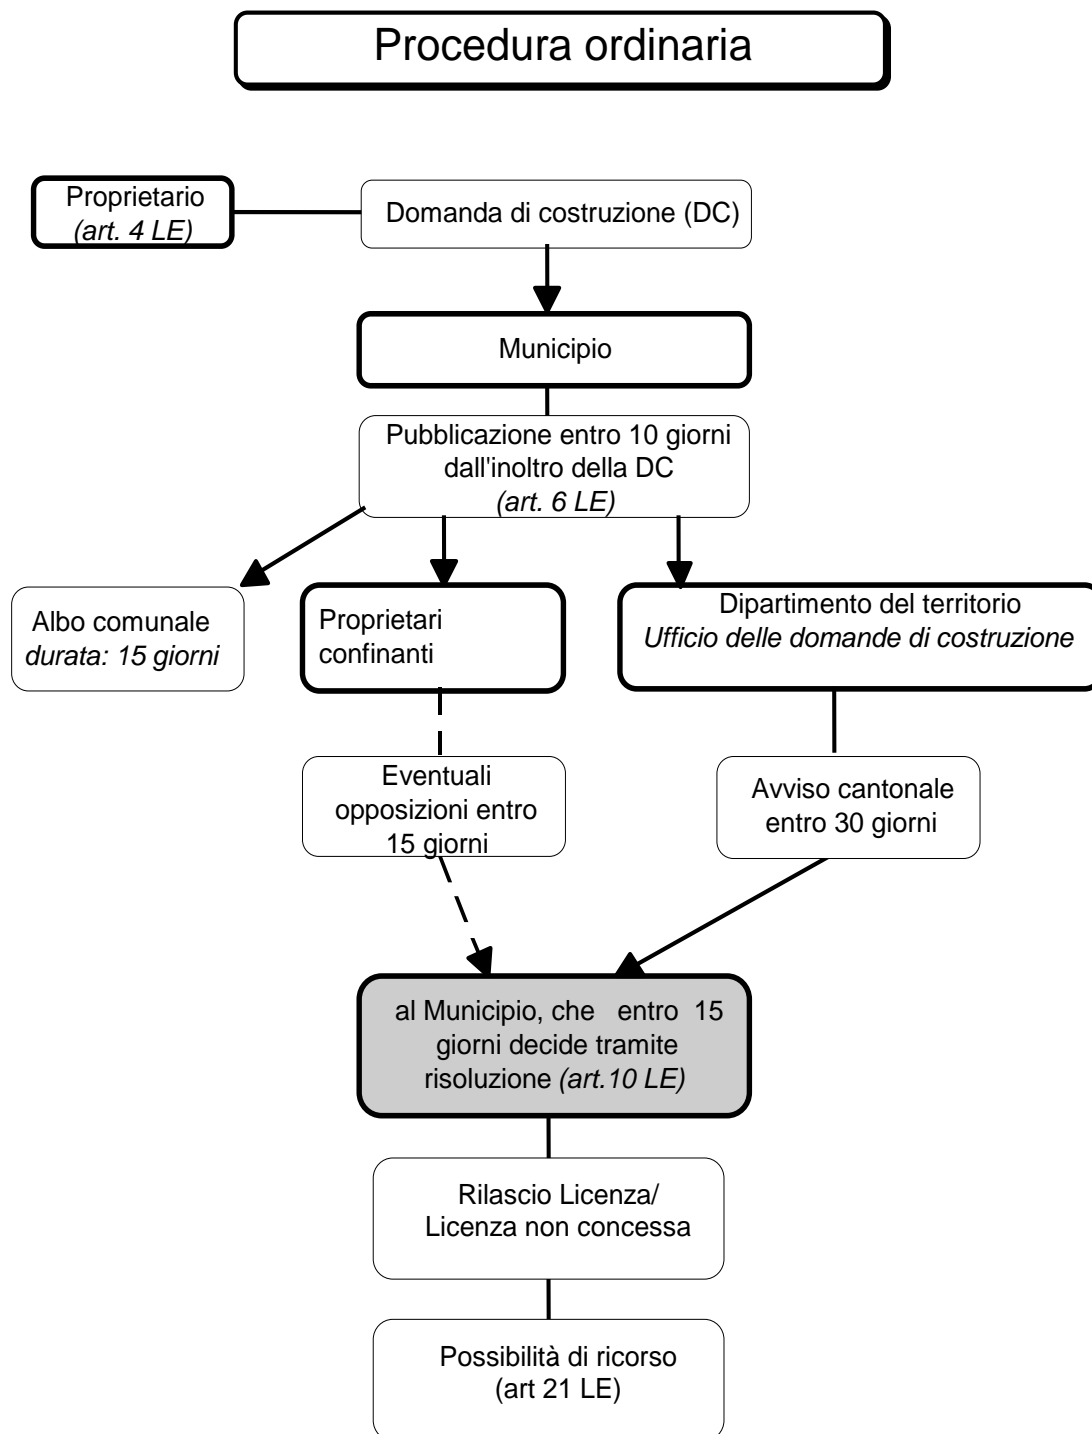 Procedura ordinaria
Proprietario
(art. 4 LE)
Domanda di costruzione (DC)
Municipio
Pubblicazione entro 10 giorni
dall'inoltro della DC
(art. 6 LE)
Albo comunale
durata: 15 giorni
Proprietari
confinanti
Dipartimento del territorio
Ufficio delle domande di costruzione
Eventuali
opposizioni entro
15 giorni
Avviso cantonale
entro 30 giorni
al Municipio, che entro 15
giorni decide tramite
risoluzione (art.10 LE)
Rilascio Licenza/
Licenza non concessa
Possibilità di ricorso
(art 21 LE)